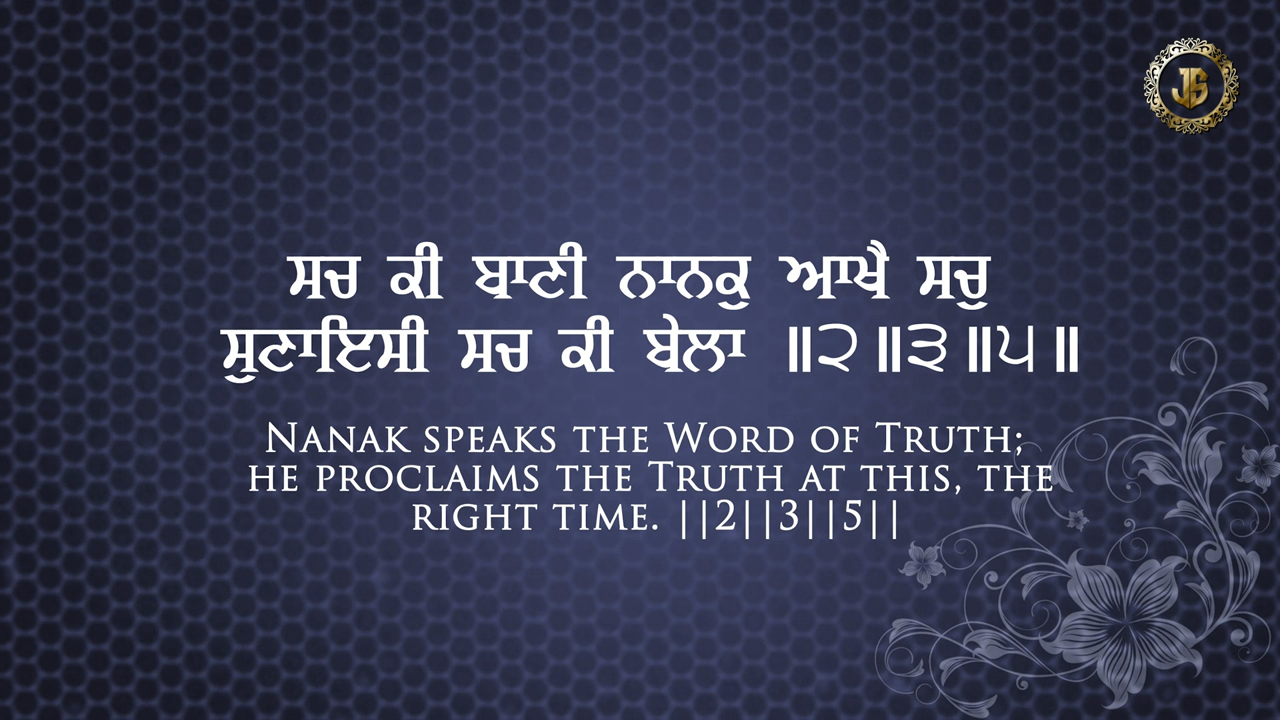 JS
ਸਚ ਕੀ ਬਾਣੀ ਨਾਨਕੁ ਆਖੈ ਸਚੁ
ਸੁਣਾਇਸੀ ਸਚ ਕੀ ਬੇਲਾ ॥੨॥੩॥੫॥
Nanak speaks the Word of Truth;
he proclaims the Truth at this, the
right time. ||2||3||5||